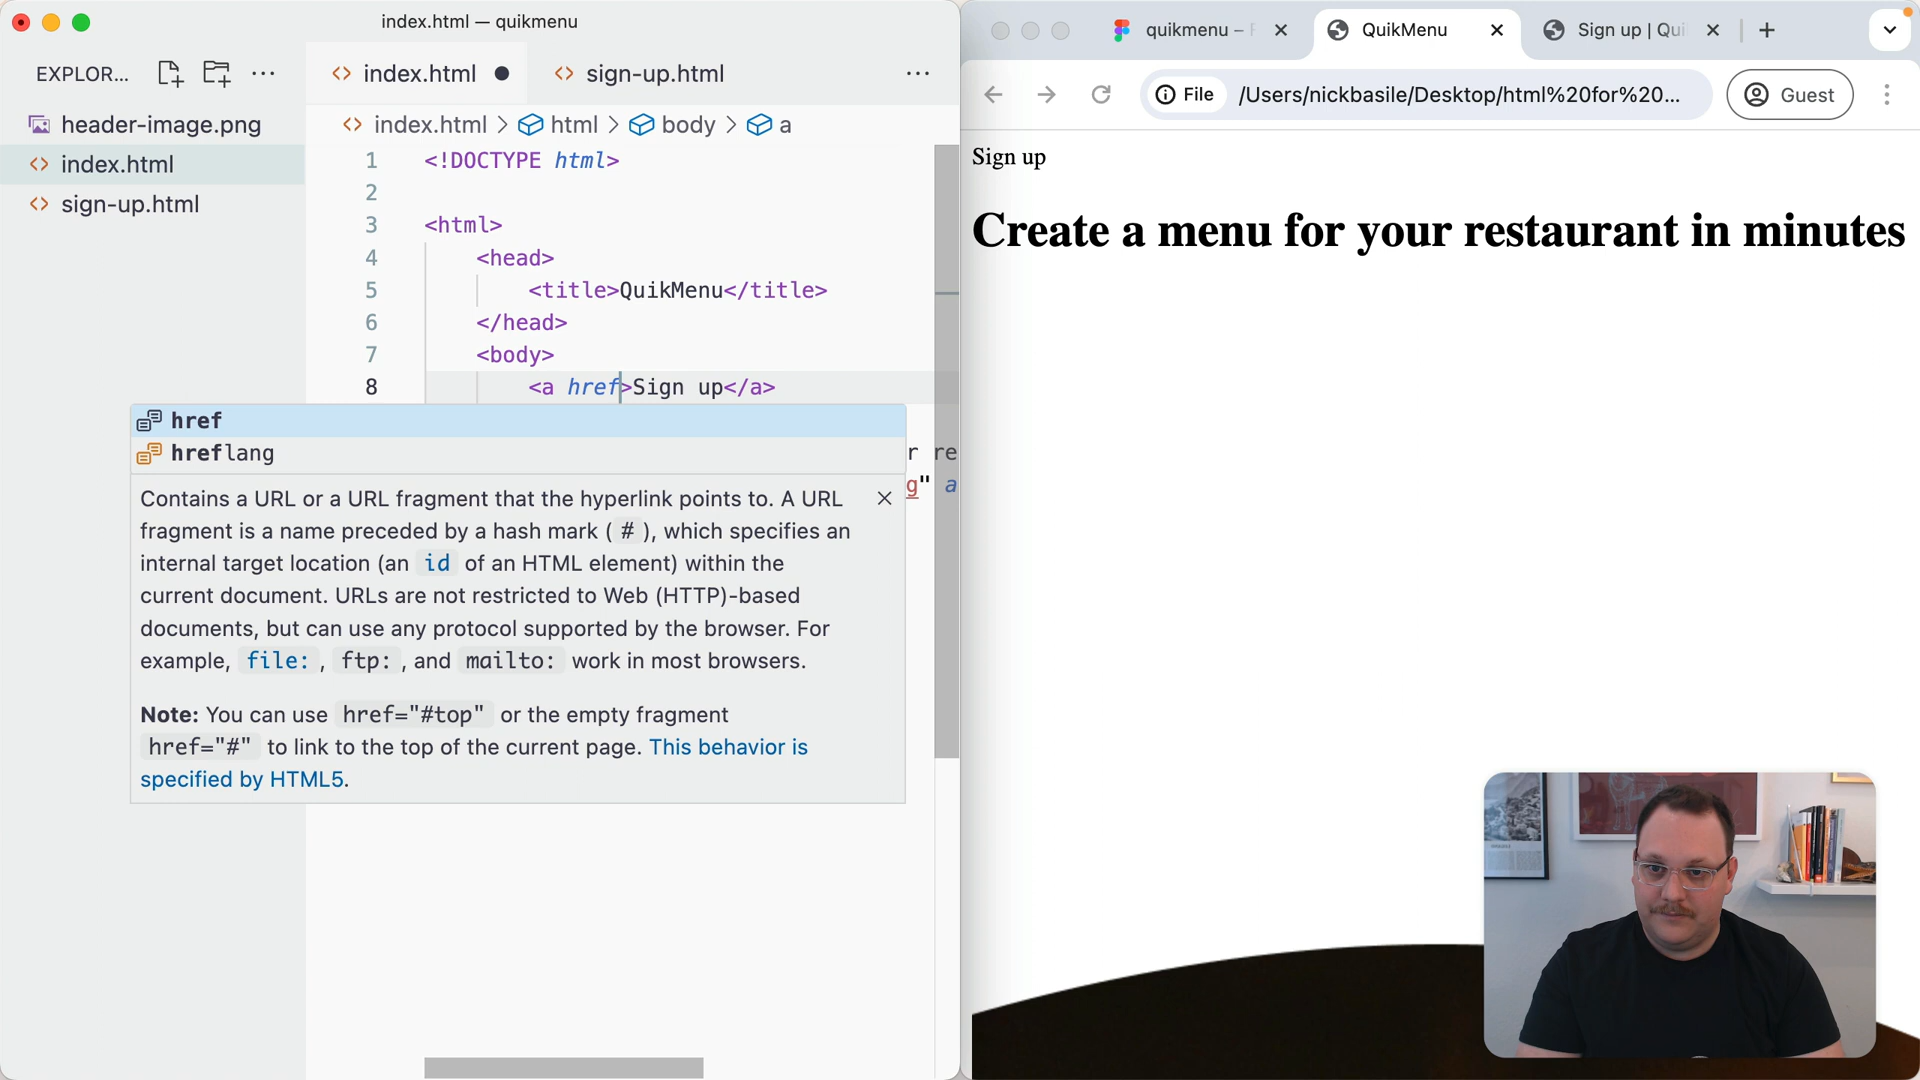 index.html — quikmenu
EXPLOR... ···
header-image.png
index.html
sign-up.html
<> index.html ●
<> sign-up.html
···
<> index.html > html > body > a
1 <!DOCTYPE html>
2
3 <html>
4 <head>
5 <title>QuikMenu</title>
6 </head>
7 <body>
8 <a href>Sign up</a>
href
hreflang
r re
g" a
Contains a URL or a URL fragment that the hyperlink points to. A URL
fragment is a name preceded by a hash mark ( # ), which specifies an
internal target location (an id of an HTML element) within the
current document. URLs are not restricted to Web (HTTP)-based
documents, but can use any protocol supported by the browser. For
example, file: , ftp: , and mailto: work in most browsers.
Note: You can use href="#top" or the empty fragment
href="#" to link to the top of the current page. This behavior is
specified by HTML5.
quikmenu –
QuikMenu
Sign up | Qui
File /Users/nickbasile/Desktop/html%20for%20...
Guest
Sign up
Create a menu for your restaurant in minutes